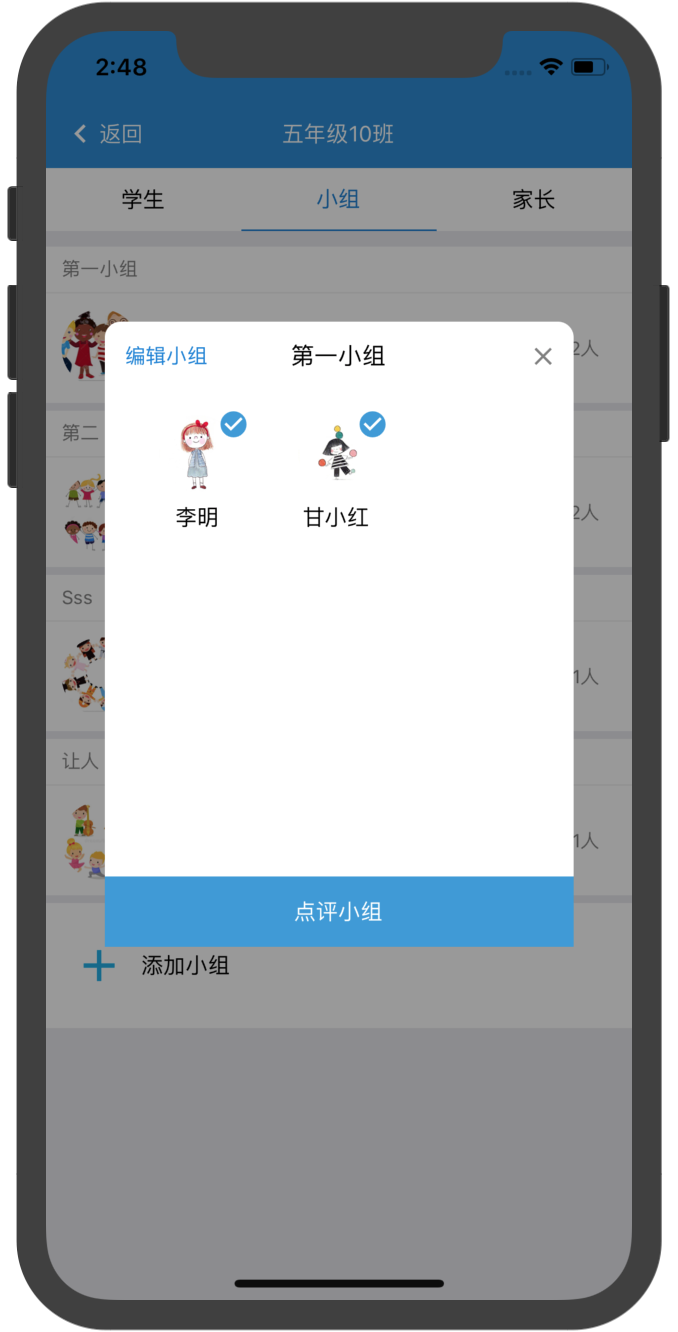 2:48
返回
五年级10班
学生
小组
家长
第一小组
2人
编辑小组
第一小组
李明
甘小红
第二
2人
Sss
1人
让人
1人
点评小组
添加小组